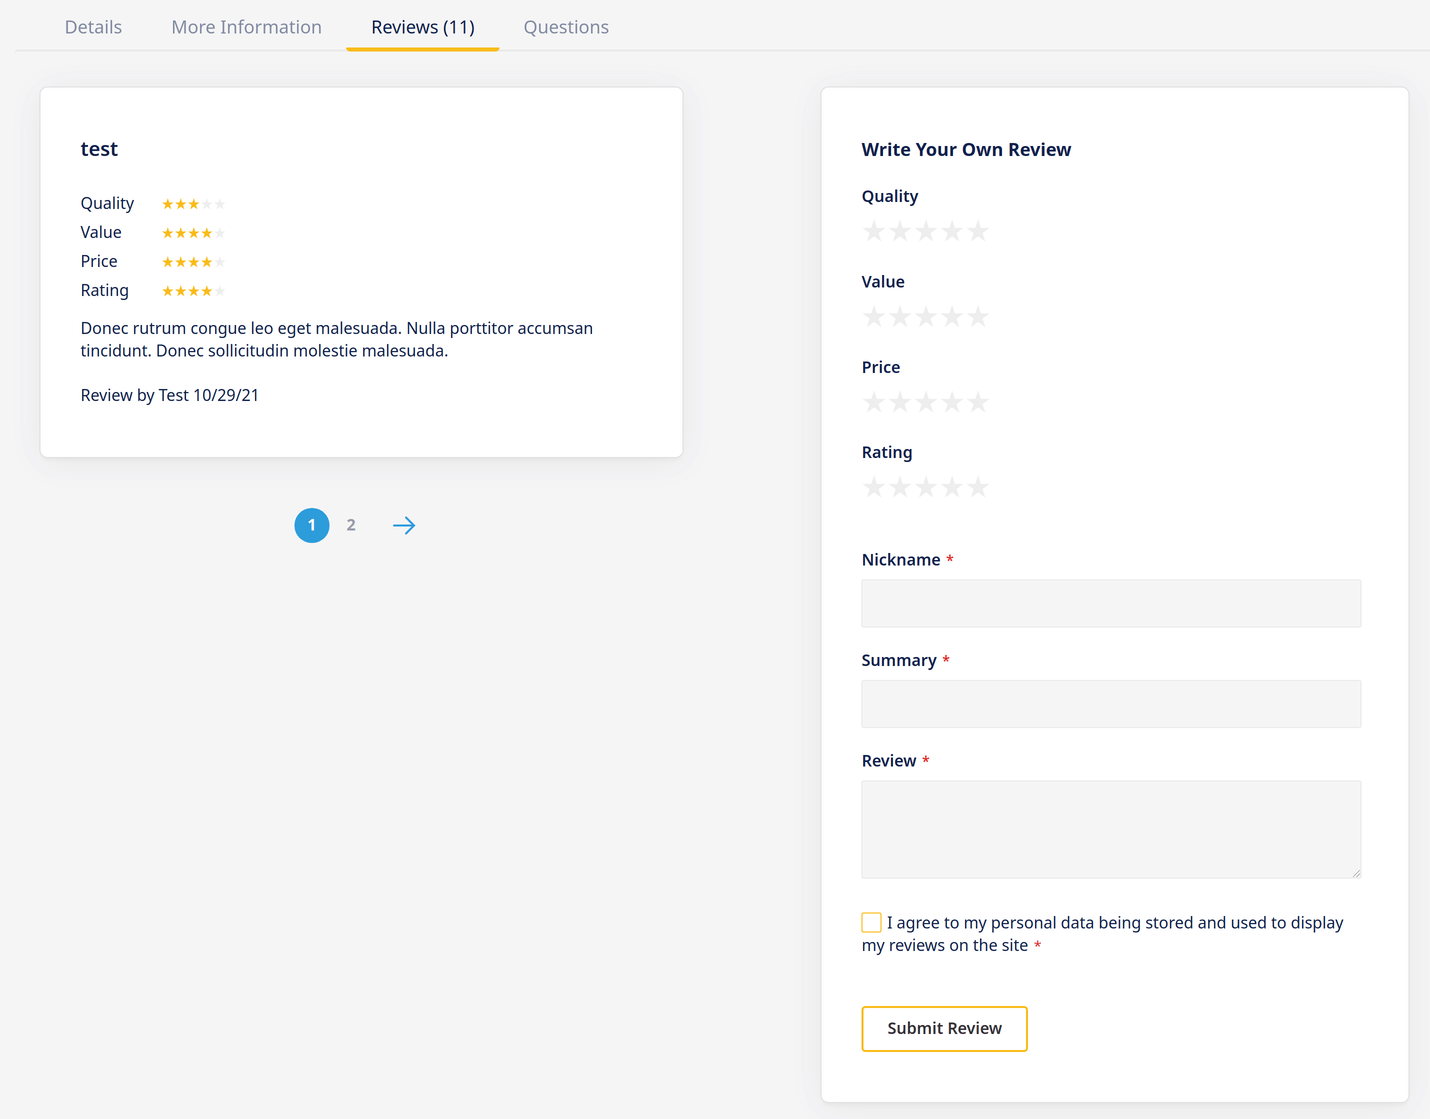 Details More Information Reviews (11) Questions
test
Quality
Value
Price
Rating
Donec rutrum congue leo eget malesuada. Nulla porttitor accumsan
tincidunt. Donec sollicitudin molestie malesuada.
Review by Test 10/29/21
1 2
Write Your Own Review
Quality
Value
Price
Rating
Nickname *
Summary *
Review *
I agree to my personal data being stored and used to display
my reviews on the site *
Submit Review